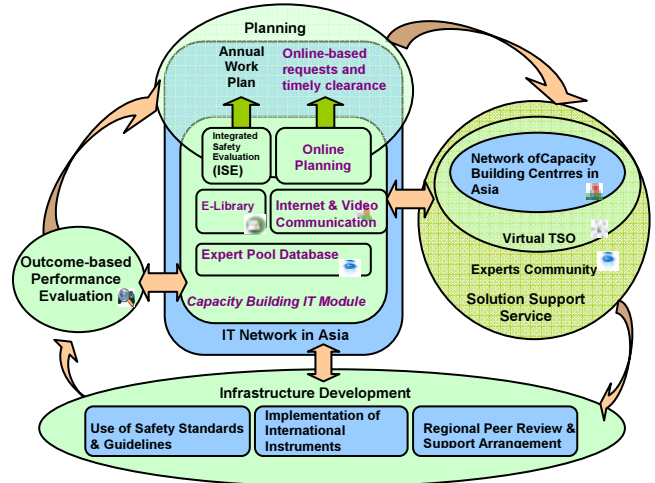 Planning
Annual
Work
Plan
Online-based
requests and
timely clearance
Integrated
Safety
Evaluation
(ISE)
Online
Planning
E-Library
Internet & Video
Communication
Expert Pool Database
Capacity Building IT Module
IT Network in Asia
Network ofCapacity
Building Centrres in
Asia
Virtual TSO
Experts Community
Solution Support
Service
Outcome-based
Performance
Evaluation
Infrastructure Development
Use of Safety Standards
& Guidelines
Implementation of
International
Instruments
Regional Peer Review &
Support Arrangement